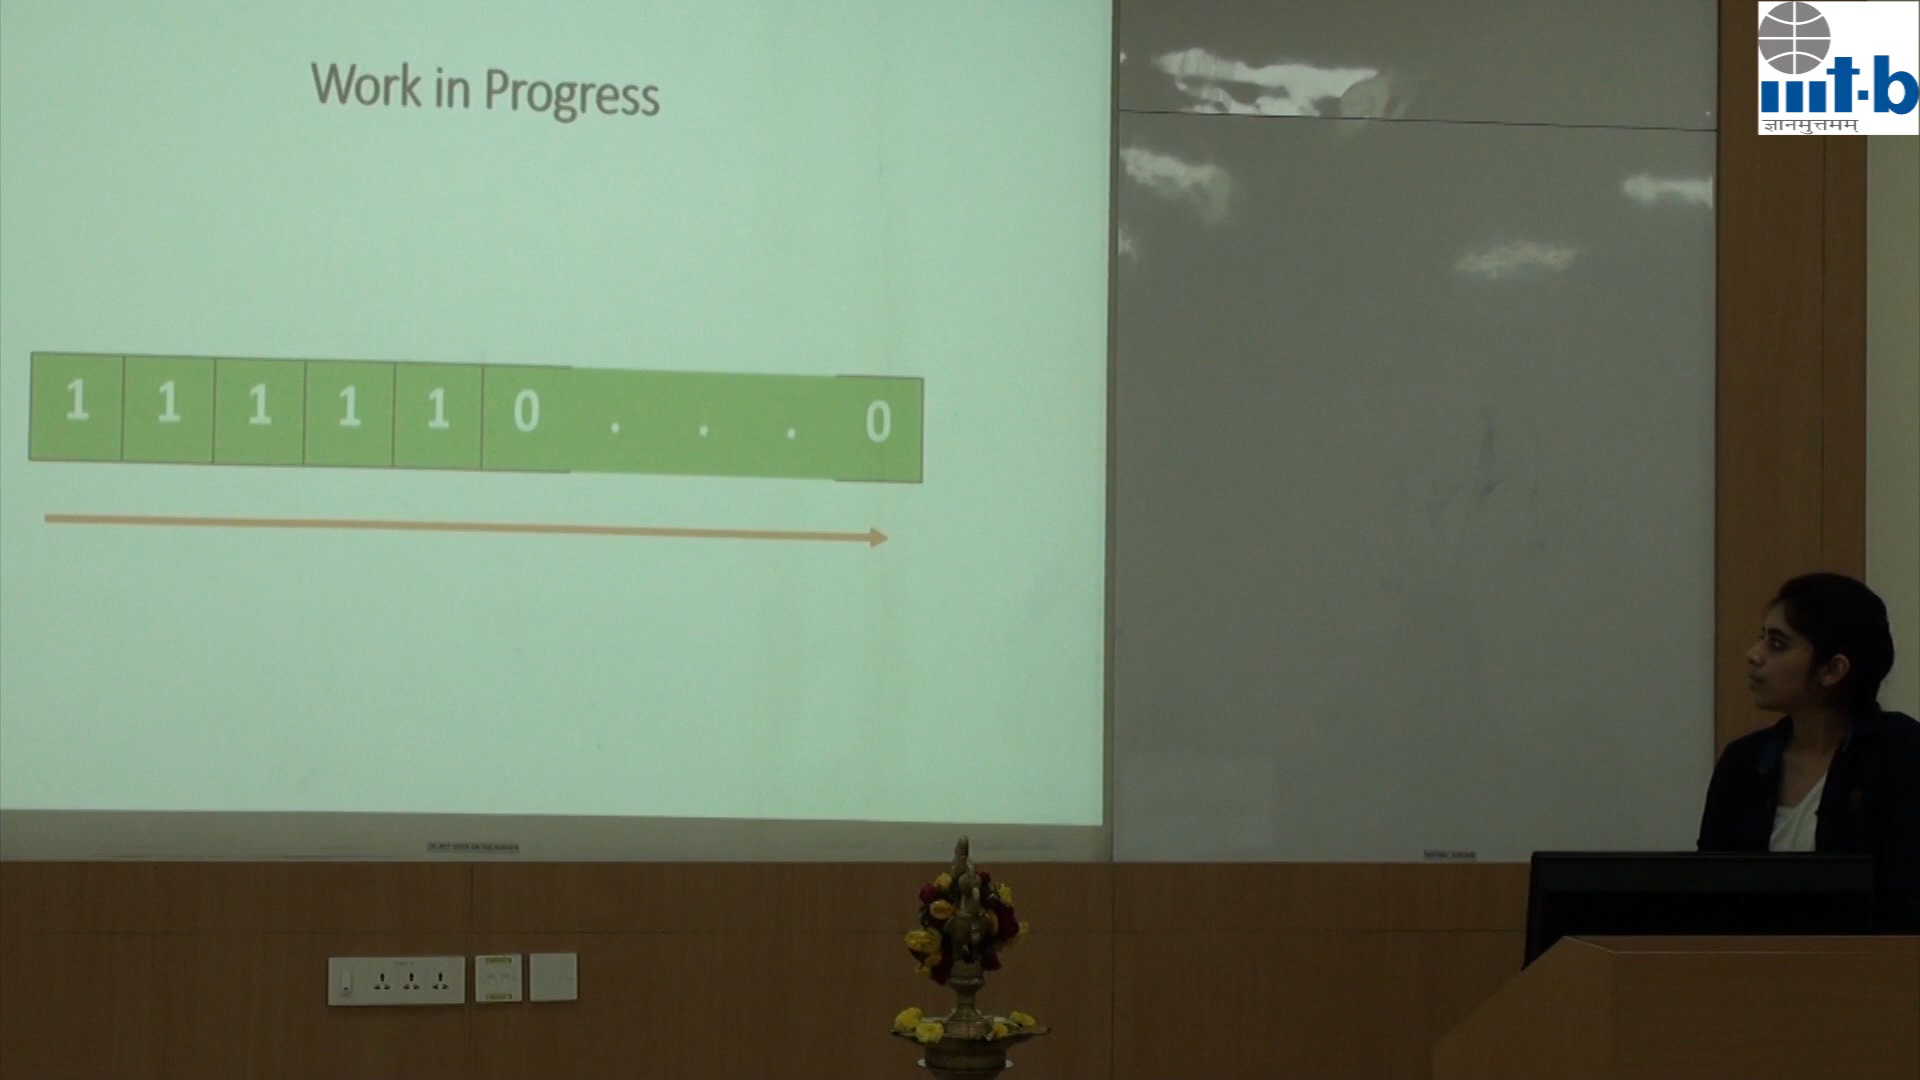 Work in Progress
1 1 1 1 1 0 . . . 0
iiit-b
ज्ञानमुत्तमम्